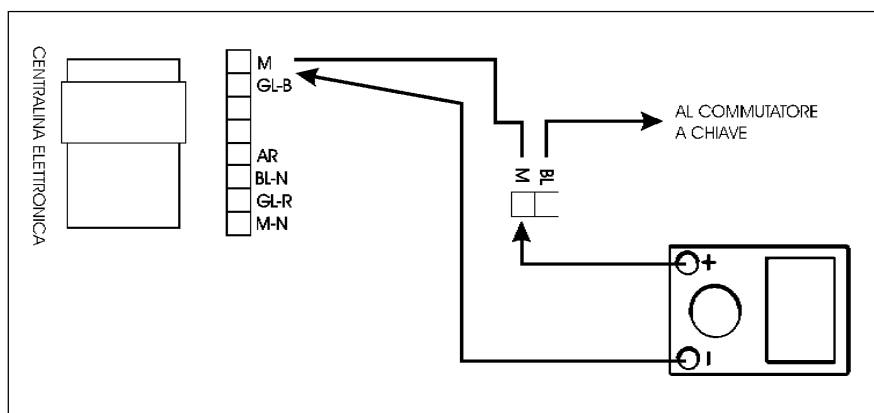 CENTRALINA ELETTRONICA
M
GL-B
AR
BL-N
GL-R
M-N
M
BL
AL COMMUTATORE
A CHIAVE
+
-